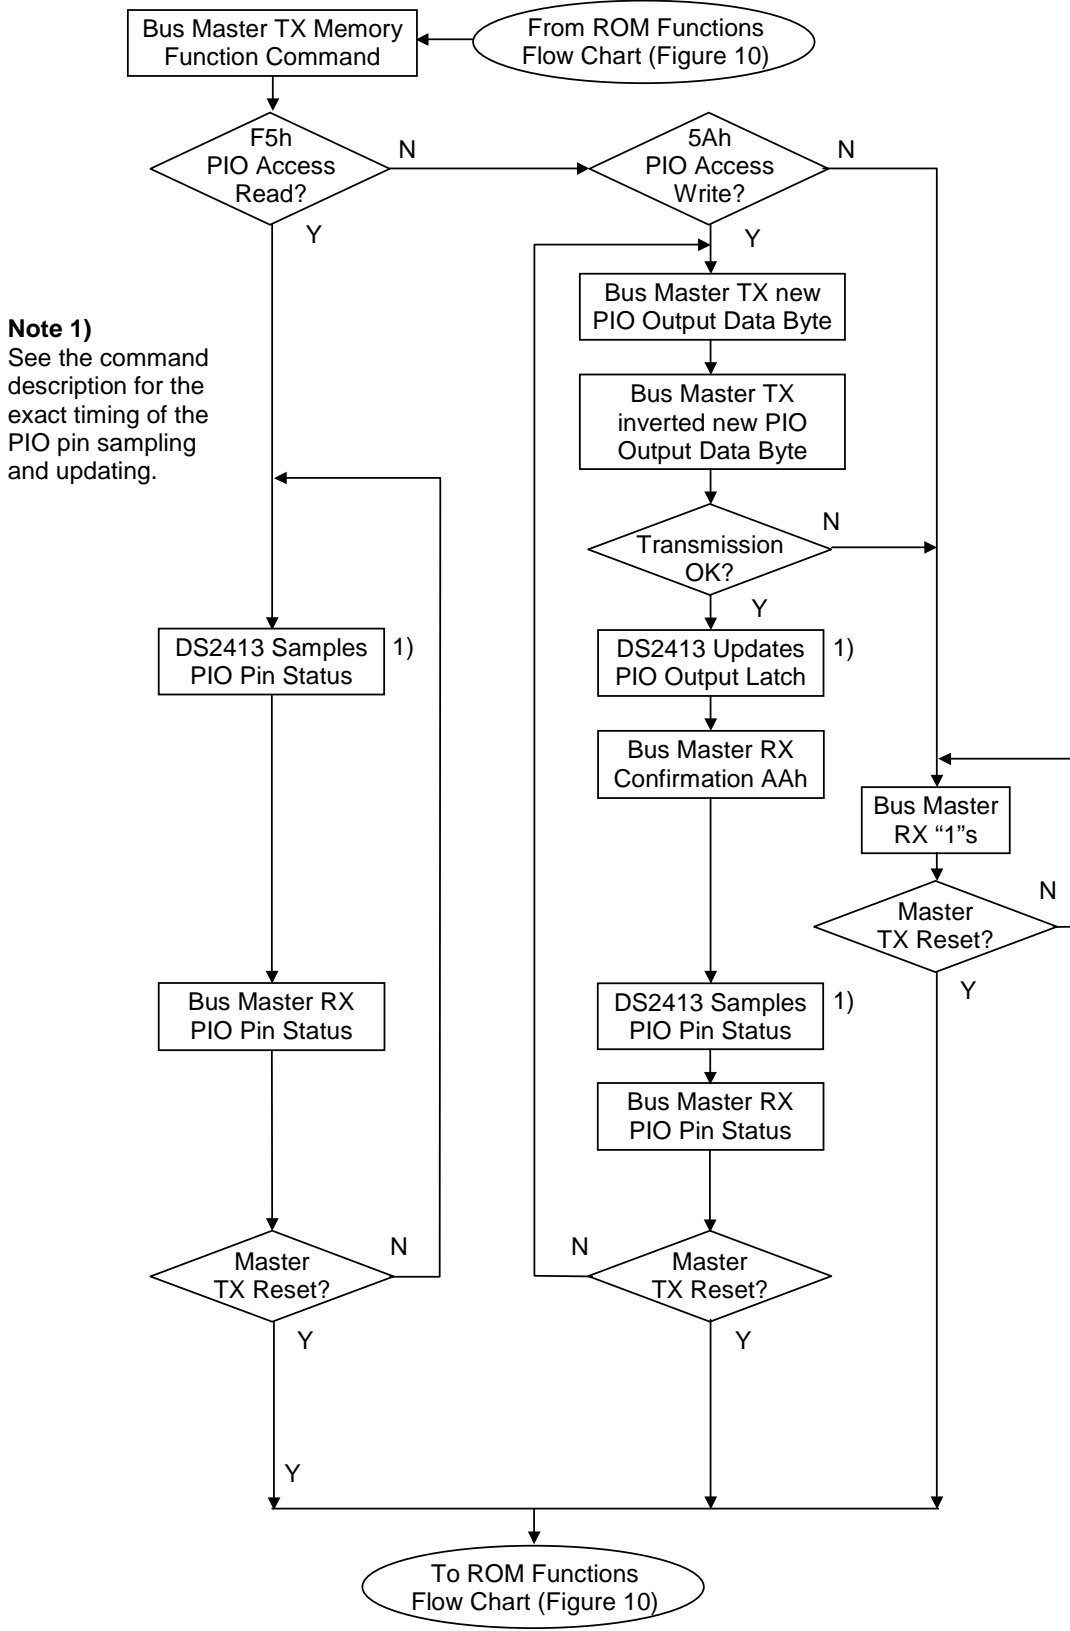 Bus Master TX Memory
Function Command
From ROM Functions
Flow Chart (Figure 10)
F5h
PIO Access
Read?
N
Y
5Ah
PIO Access
Write?
N
Y
Bus Master TX new
PIO Output Data Byte
Note 1)
See the command
description for the
exact timing of the
PIO pin sampling
and updating.
Bus Master TX
inverted new PIO
Output Data Byte
Transmission
OK?
N
Y
DS2413 Samples
PIO Pin Status
1)
DS2413 Updates
PIO Output Latch
1)
Bus Master RX
Confirmation AAh
Bus Master
RX “1”s
Master
TX Reset?
N
Y
Bus Master RX
PIO Pin Status
DS2413 Samples
PIO Pin Status
1)
Bus Master RX
PIO Pin Status
Master
TX Reset?
N
Y
N
Master
TX Reset?
Y
Y
To ROM Functions
Flow Chart (Figure 10)